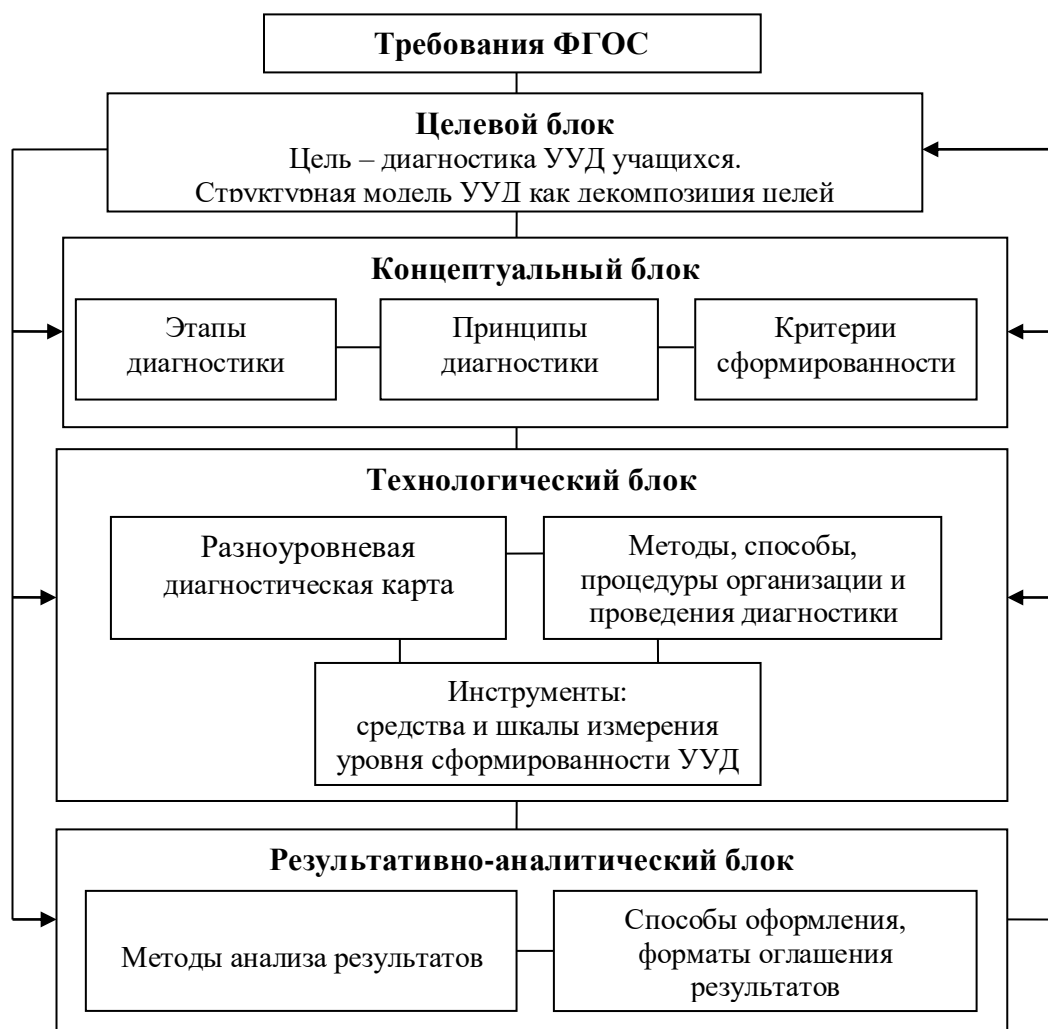 Требования ФГОС
Целевой блок
Цель – диагностика УУД учащихся.
Структурная модель УУД как декомпозиция целей
Концептуальный блок
Этапы
диагностики
Принципы
диагностики
Критерии
сформированности
Технологический блок
Разноуровневая
диагностическая карта
Методы, способы,
процедуры организации и
проведения диагностики
Инструменты:
средства и шкалы измерения
уровня сформированности УУД
Результативно-аналитический блок
Методы анализа результатов
Способы оформления,
форматы оглашения
результатов